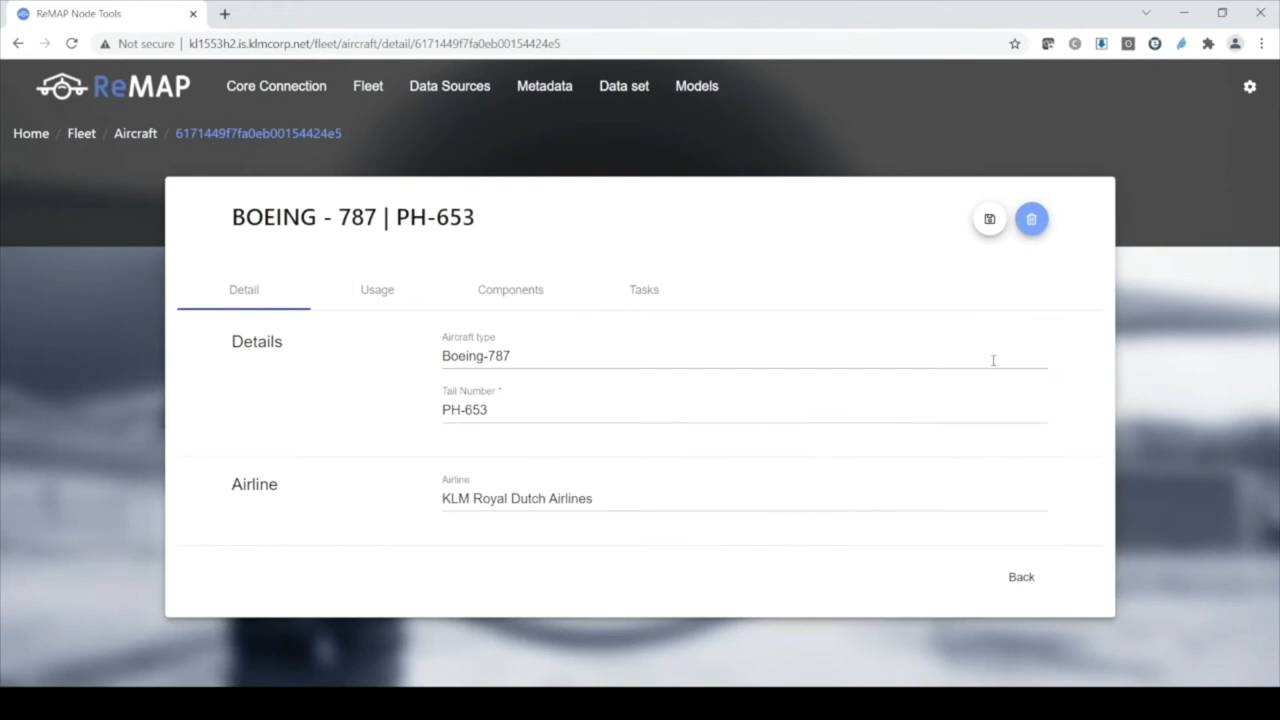 ReMAP Node Tools
Not secure | kl1553h2.is.klmcorp.net/fleet/aircraft/detail/6171449f7fa0eb00154424e5
ReMAP Core Connection Fleet Data Sources Metadata Data set Models
Home / Fleet / Aircraft / 6171449f7fa0eb00154424e5
BOEING - 787 | PH-653
Detail Usage Components Tasks
Details
Aircraft type
Boeing-787
Tail Number *
PH-653
Airline
Airline
KLM Royal Dutch Airlines
Back